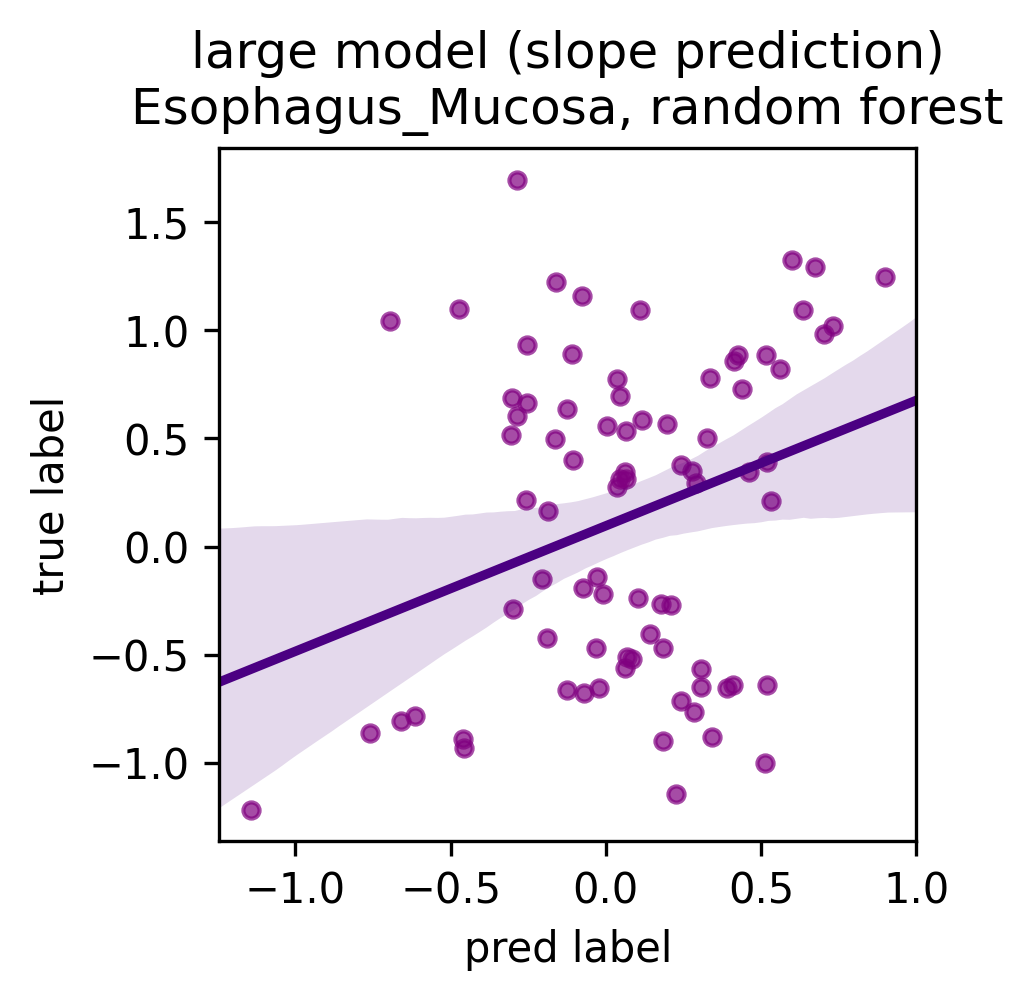 large model (slope prediction)
Esophagus_Mucosa, random forest
1.5
1.0
0.5
0.0
−0.5
−1.0
true label
−1.0
−0.5
0.0
0.5
1.0
pred label